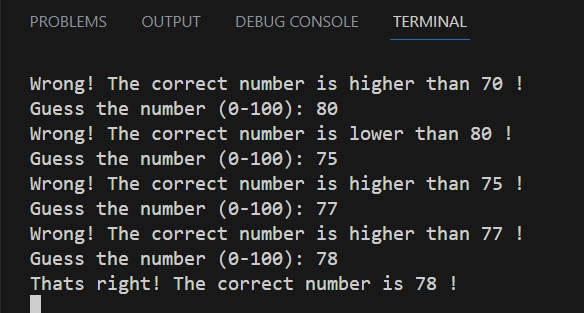 PROBLEMS OUTPUT DEBUG CONSOLE TERMINAL
Wrong! The correct number is higher than 70 !
Guess the number (0-100): 80
Wrong! The correct number is lower than 80 !
Guess the number (0-100): 75
Wrong! The correct number is higher than 75 !
Guess the number (0-100): 77
Wrong! The correct number is higher than 77 !
Guess the number (0-100): 78
Thats right! The correct number is 78 !